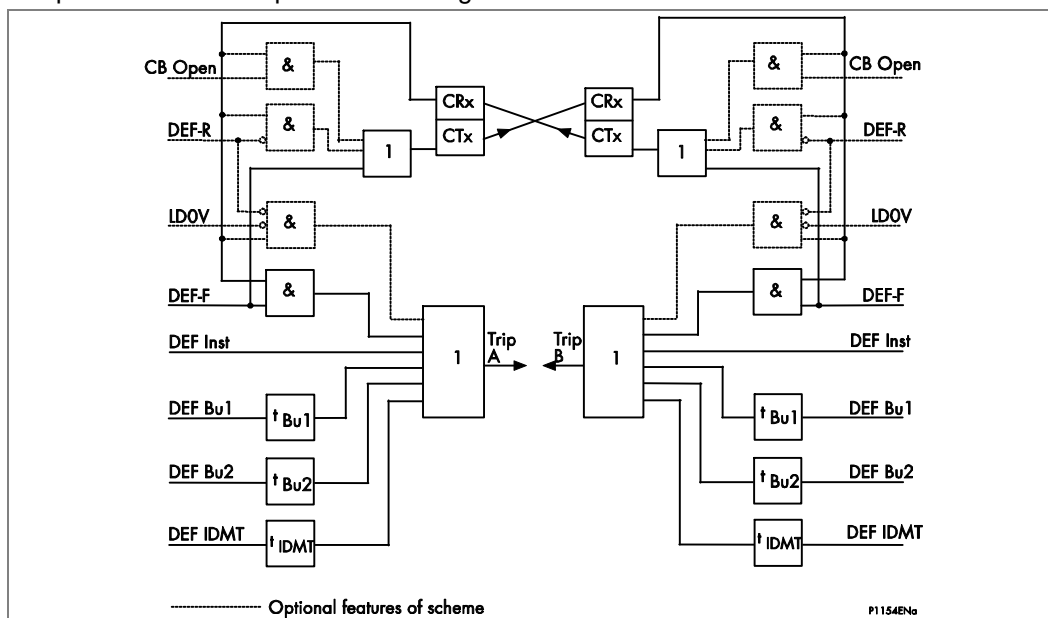 CB Open & & CB Open
CRx CRx
DEF-R & CTx CTx & DEF-R
1 1
LD0V & & LD0V
DEF-F & & DEF-F
DEF Inst 1 Trip A Trip B 1 DEF Inst
DEF Bu1 t Bu1 t Bu1 DEF Bu1
DEF Bu2 t Bu2 t Bu2 DEF Bu2
DEF IDMT t IDMT t IDMT DEF IDMT
Optional features of scheme
P1154ENa